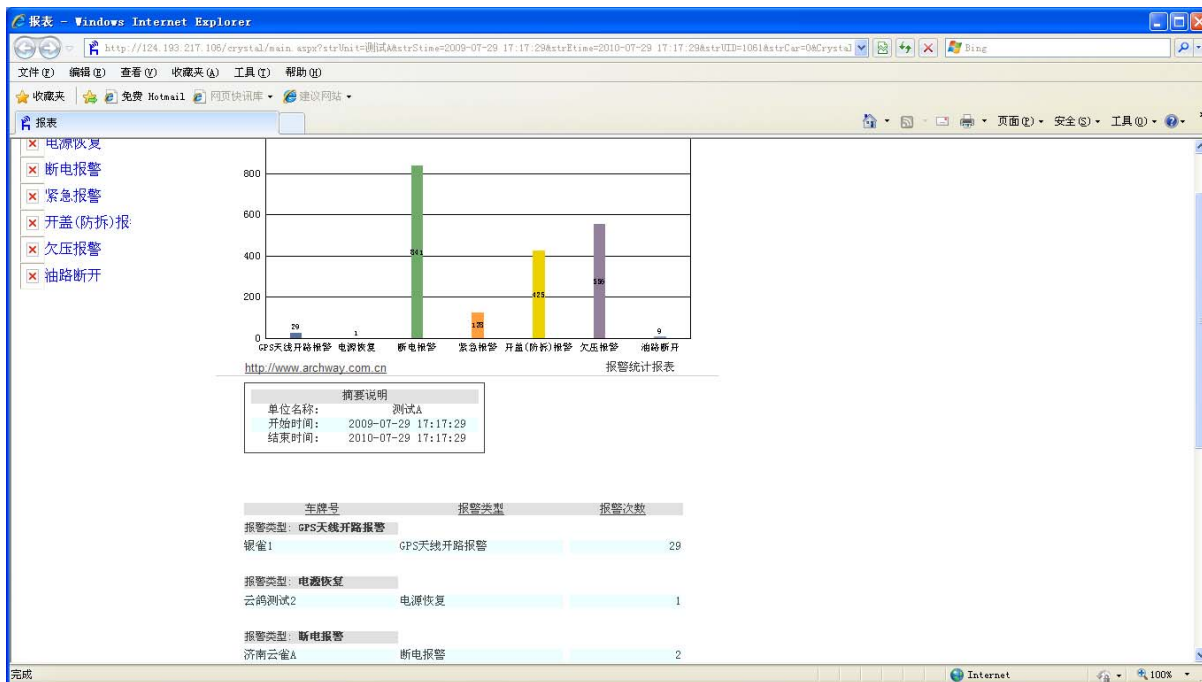 报表 - Windows Internet Explorer
http://124.193.217.106/crystal/main.aspx?strUnit=测试A&strStime=2009-07-29 17:17:29&strEtime=2010-07-29 17:17:29&strUID=1061&strCar=0&Crystal
Bing
文件(F) 编辑(E) 查看(V) 收藏夹(A) 工具(T) 帮助(H)
收藏夹 免费 Hotmail 网页快讯库 建议网站
报表 页面(P) 安全(S) 工具(O)
电源恢复
断电报警
紧急报警
开盖(防拆)报
欠压报警
油路断开
800
600
400
200
0
841
425
29
1
9
GPS天线开路报警 电源恢复 断电报警 紧急报警 开盖(防拆)报警 欠压报警 油路断开
http://www.archway.com.cn 报警统计报表
摘要说明
单位名称: 测试A
开始时间: 2009-07-29 17:17:29
结束时间: 2010-07-29 17:17:29
车牌号 报警类型 报警次数
报警类型: GPS天线开路报警
银雀1 GPS天线开路报警 29
报警类型: 电源恢复
云鸽测试2 电源恢复 1
报警类型: 断电报警
济南云雀A 断电报警 2
完成 Internet 100%